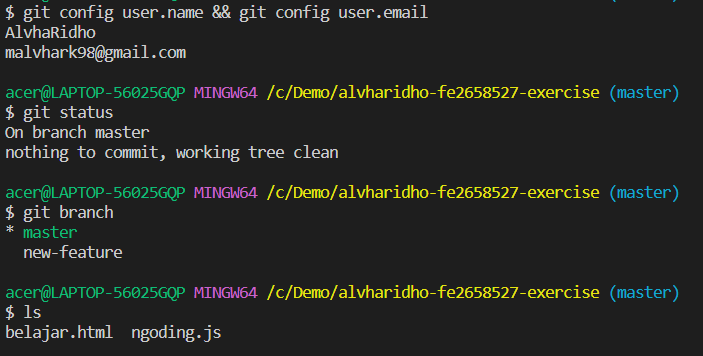 $ git config user.name && git config user.email
AlvhaRidho
malvhark98@gmail.com
acer@LAPTOP-56025GQP MINGW64 /c/Demo/alvharidho-fe2658527-exercise (master)
$ git status
On branch master
nothing to commit, working tree clean
acer@LAPTOP-56025GQP MINGW64 /c/Demo/alvharidho-fe2658527-exercise (master)
$ git branch
* master
  new-feature
acer@LAPTOP-56025GQP MINGW64 /c/Demo/alvharidho-fe2658527-exercise (master)
$ ls
belajar.html  ngoding.js